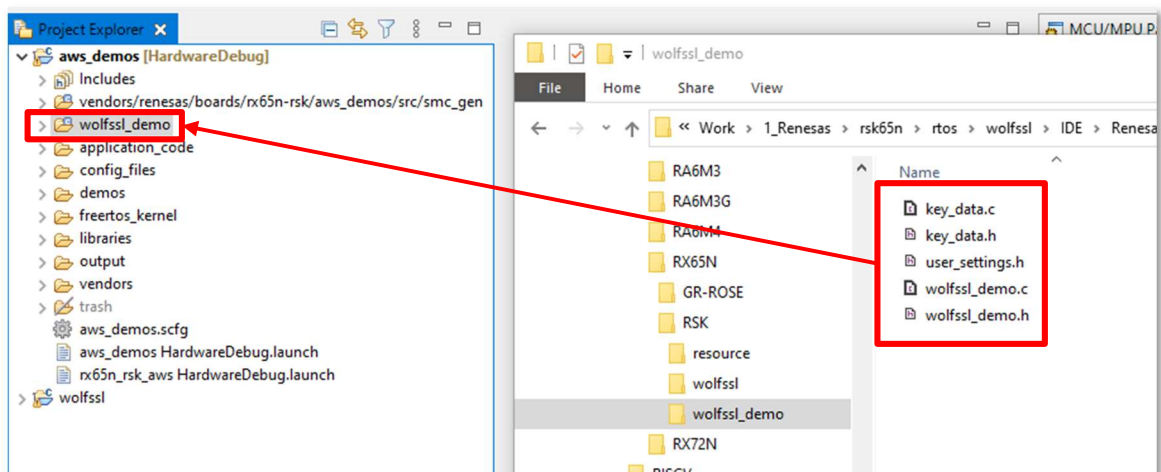 Project Explorer
aws_demos [HardwareDebug]
Includes
vendors/renesas/boards/rx65n-rsk/aws_demos/src/smc_gen
wolfssl_demo
application_code
config_files
demos
freertos_kernel
libraries
output
vendors
trash
aws_demos.scfg
aws_demos HardwareDebug.launch
rx65n_rsk_aws HardwareDebug.launch
wolfssl
MCU/MPU P
wolfssl_demo
File Home Share View
« Work > 1_Renesas > rsk65n > rtos > wolfssl > IDE > Renesa
RA6M3
RA6M3G
RA6M4
RX65N
GR-ROSE
RSK
resource
wolfssl
wolfssl_demo
RX72N
Name
key_data.c
key_data.h
user_settings.h
wolfssl_demo.c
wolfssl_demo.h